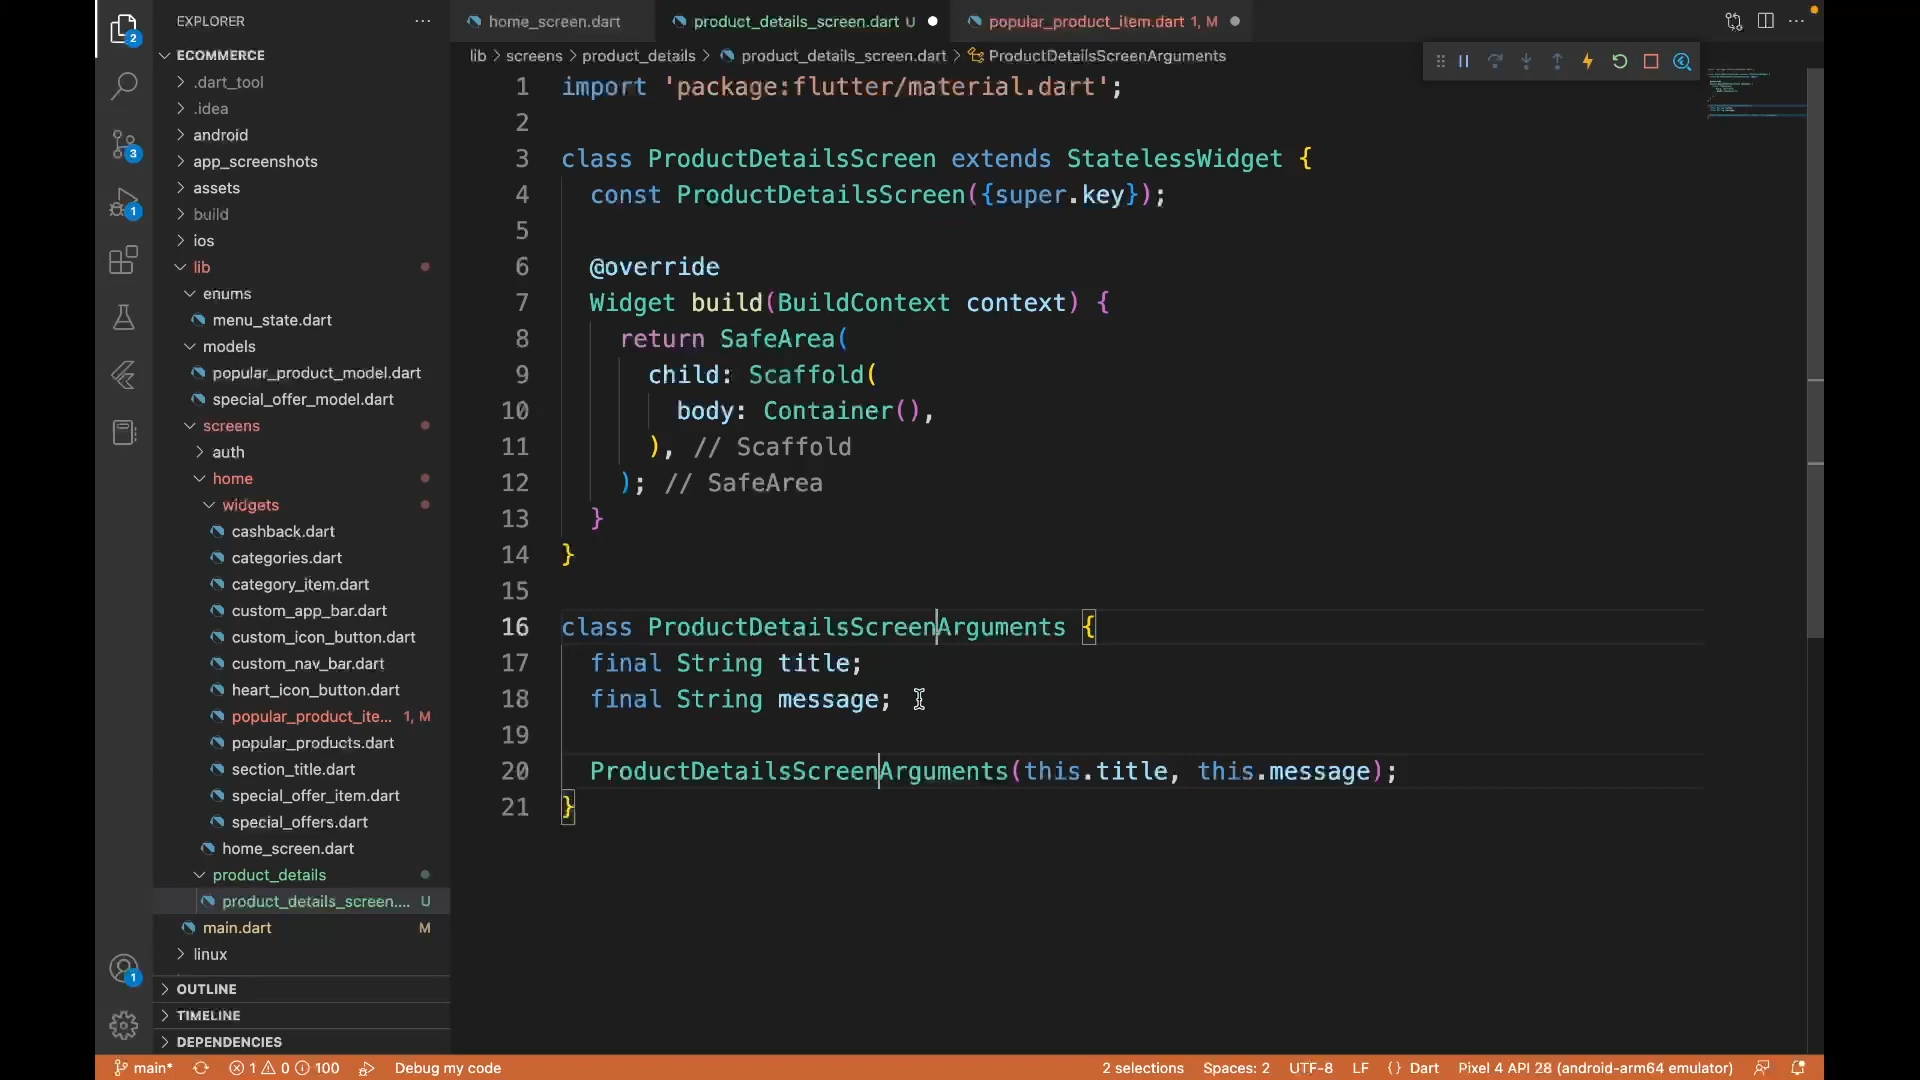 EXPLORER
ECOMMERCE
.dart_tool
.idea
android
app_screenshots
assets
build
ios
lib
enums
menu_state.dart
models
popular_product_model.dart
special_offer_model.dart
screens
auth
home
widgets
cashback.dart
categories.dart
category_item.dart
custom_app_bar.dart
custom_icon_button.dart
custom_nav_bar.dart
heart_icon_button.dart
popular_product_ite... 1, M
popular_products.dart
section_title.dart
special_offer_item.dart
special_offers.dart
home_screen.dart
product_details
product_details_screen.... U
main.dart M
linux
OUTLINE
TIMELINE
DEPENDENCIES
2
3
1
1
home_screen.dart product_details_screen.dart U popular_product_item.dart 1, M
lib > screens > product_details > product_details_screen.dart > ProductDetailsScreenArguments
1 import 'package:flutter/material.dart';
2
3 class ProductDetailsScreen extends StatelessWidget {
4 const ProductDetailsScreen({super.key});
5
6 @override
7 Widget build(BuildContext context) {
8 return SafeArea(
9 child: Scaffold(
10 body: Container(),
11 ), // Scaffold
12 ); // SafeArea
13 }
14 }
15
16 class ProductDetailsScreenArguments {
17 final String title;
18 final String message;
19
20 ProductDetailsScreenArguments(this.title, this.message);
21 }
main* 1 0 100 Debug my code 2 selections Spaces: 2 UTF-8 LF {} Dart Pixel 4 API 28 (android-arm64 emulator)